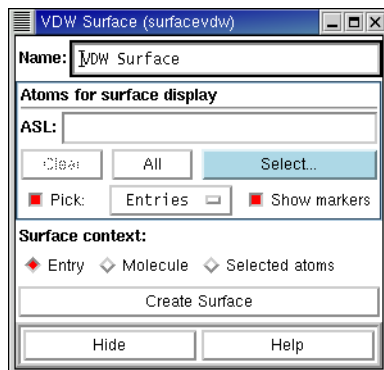 VDW Surface (surfacevdw)
Name: VDW Surface
Atoms for surface display
ASL:
Clear All Select...
Pick: Entries Show markers
Surface context:
Entry Molecule Selected atoms
Create Surface
Hide Help